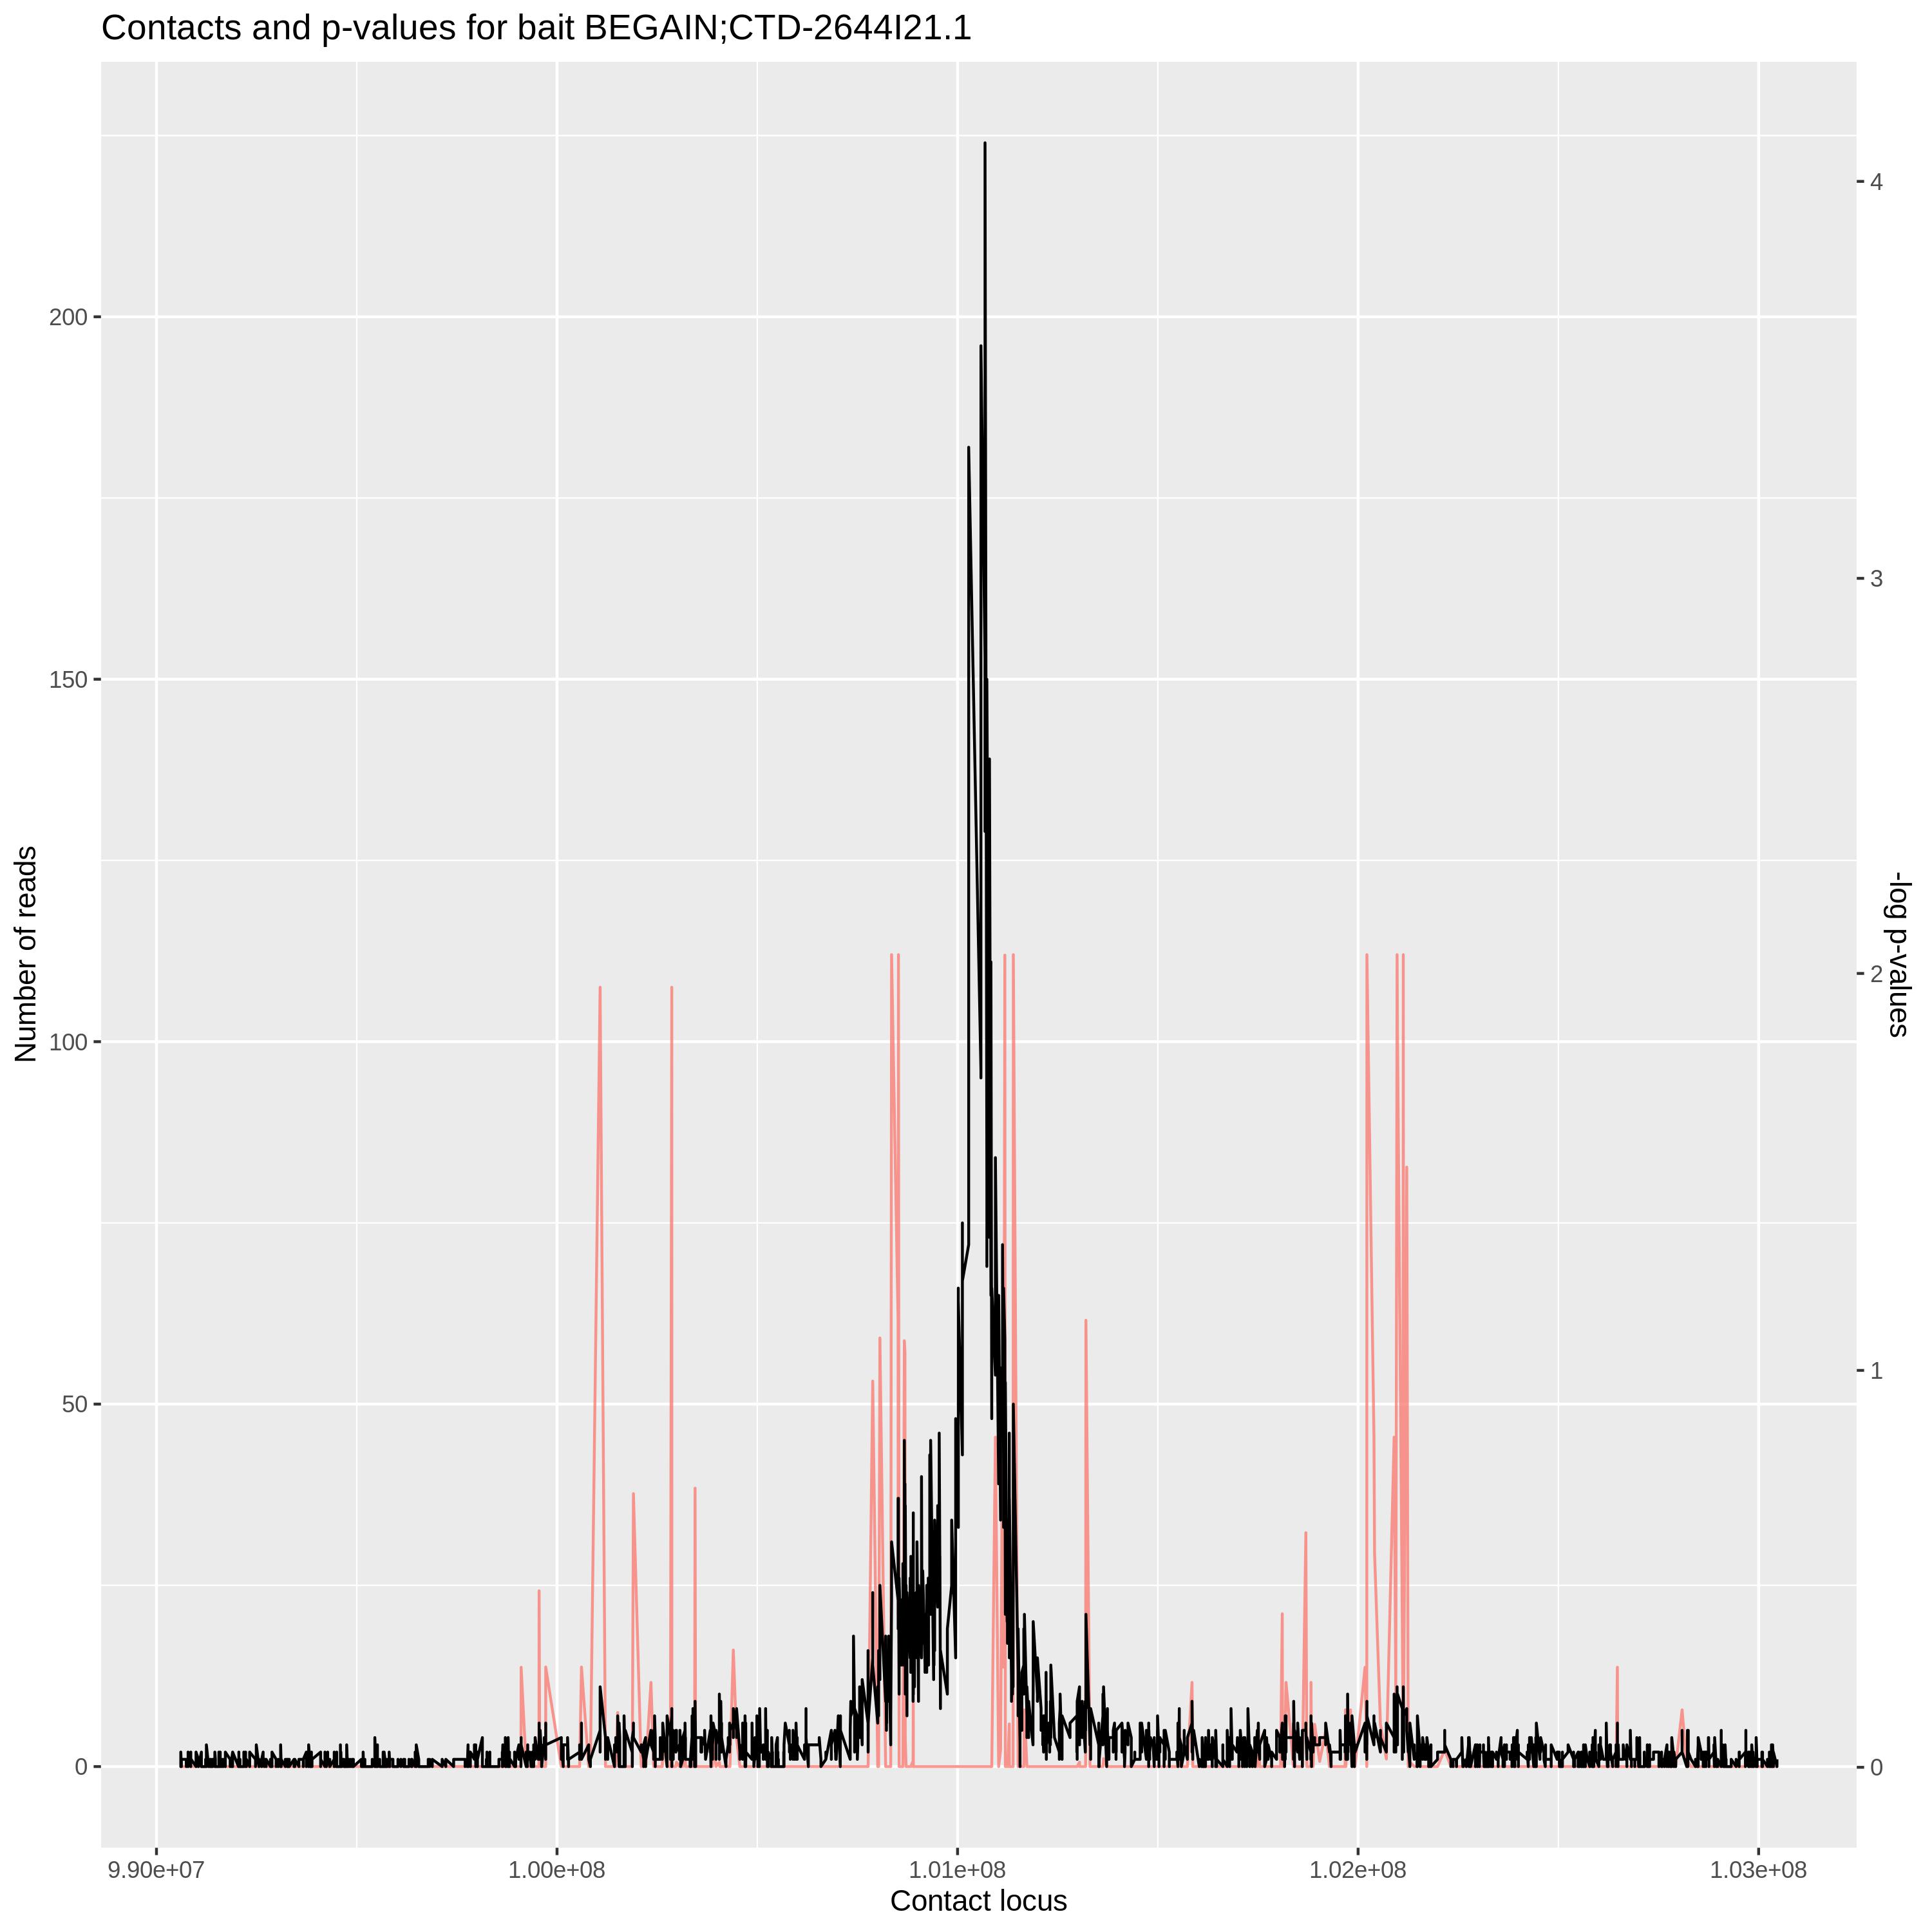 Contacts and p-values for bait BEGAIN;CTD-2644I21.1
200
150
100
50
0
Number of reads
4
3
2
1
0
-log p-values
9.90e+07
1.00e+08
1.01e+08
1.02e+08
1.03e+08
Contact locus